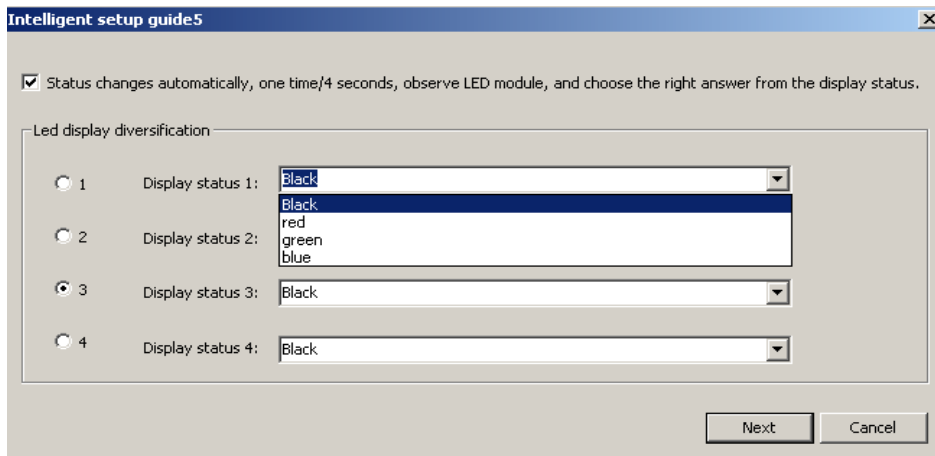 Intelligent setup guide5
Status changes automatically, one time/4 seconds, observe LED module, and choose the right answer from the display status.
Led display diversification
1 Display status 1: Black
Black
red
2 Display status 2: green
blue
3 Display status 3: Black
4 Display status 4: Black
Next Cancel